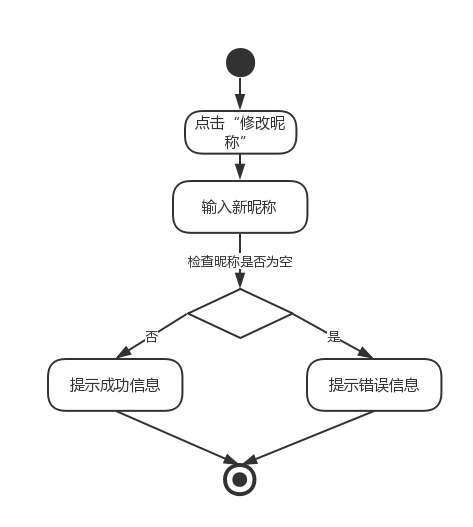 点击“修改昵
称”
输入新昵称
检查昵称是否为空
否
是
提示成功信息
提示错误信息